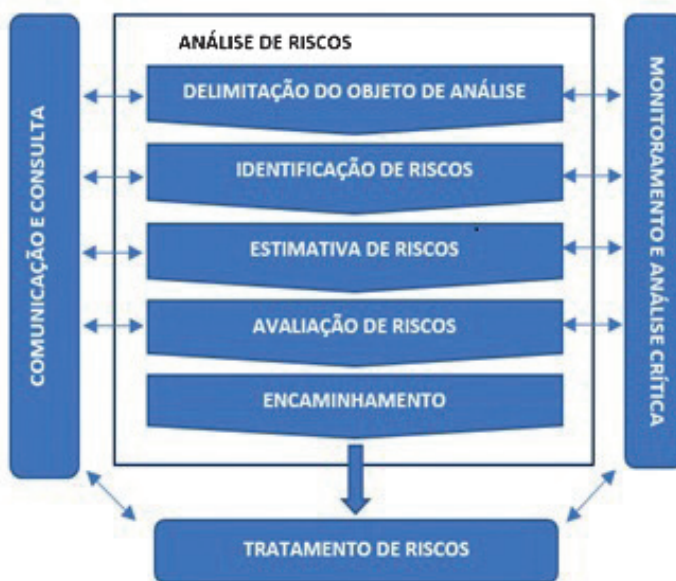 ANÁLISE DE RISCOS
DELIMITAÇÃO DO OBJETO DE ANÁLISE
IDENTIFICAÇÃO DE RISCOS
ESTIMATIVA DE RISCOS
AVALIAÇÃO DE RISCOS
ENCAMINHAMENTO
TRATAMENTO DE RISCOS
COMUNICAÇÃO E CONSULTA
MONITORAMENTO E ANÁLISE CRÍTICA